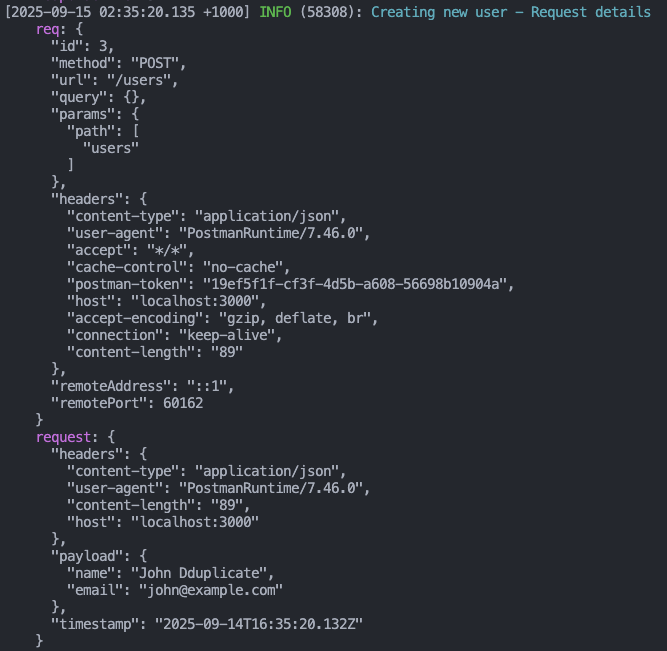 [2025-09-15 02:35:20.135 +1000] INFO (58308): Creating new user - Request details
    req: {
      "id": 3,
      "method": "POST",
      "url": "/users",
      "query": {},
      "params": {
        "path": [
          "users"
        ]
      },
      "headers": {
        "content-type": "application/json",
        "user-agent": "PostmanRuntime/7.46.0",
        "accept": "*/*",
        "cache-control": "no-cache",
        "postman-token": "19ef5f1f-cf3f-4d5b-a608-56698b10904a",
        "host": "localhost:3000",
        "accept-encoding": "gzip, deflate, br",
        "connection": "keep-alive",
        "content-length": "89"
      },
      "remoteAddress": "::1",
      "remotePort": 60162
    }
    request: {
      "headers": {
        "content-type": "application/json",
        "user-agent": "PostmanRuntime/7.46.0",
        "content-length": "89",
        "host": "localhost:3000"
      },
      "payload": {
        "name": "John Dduplicate",
        "email": "john@example.com"
      },
      "timestamp": "2025-09-14T16:35:20.132Z"
    }